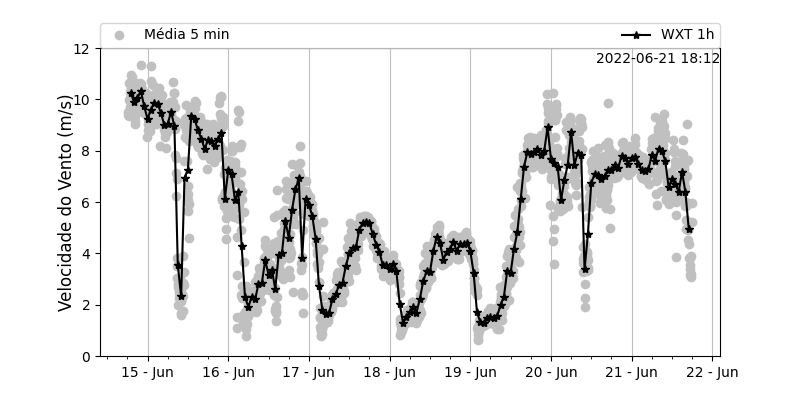 Média 5 min
WXT 1h
2022-06-21 18:12
Velocidade do Vento (m/s)
12
10
8
6
4
2
0
15 - Jun
16 - Jun
17 - Jun
18 - Jun
19 - Jun
20 - Jun
21 - Jun
22 - Jun